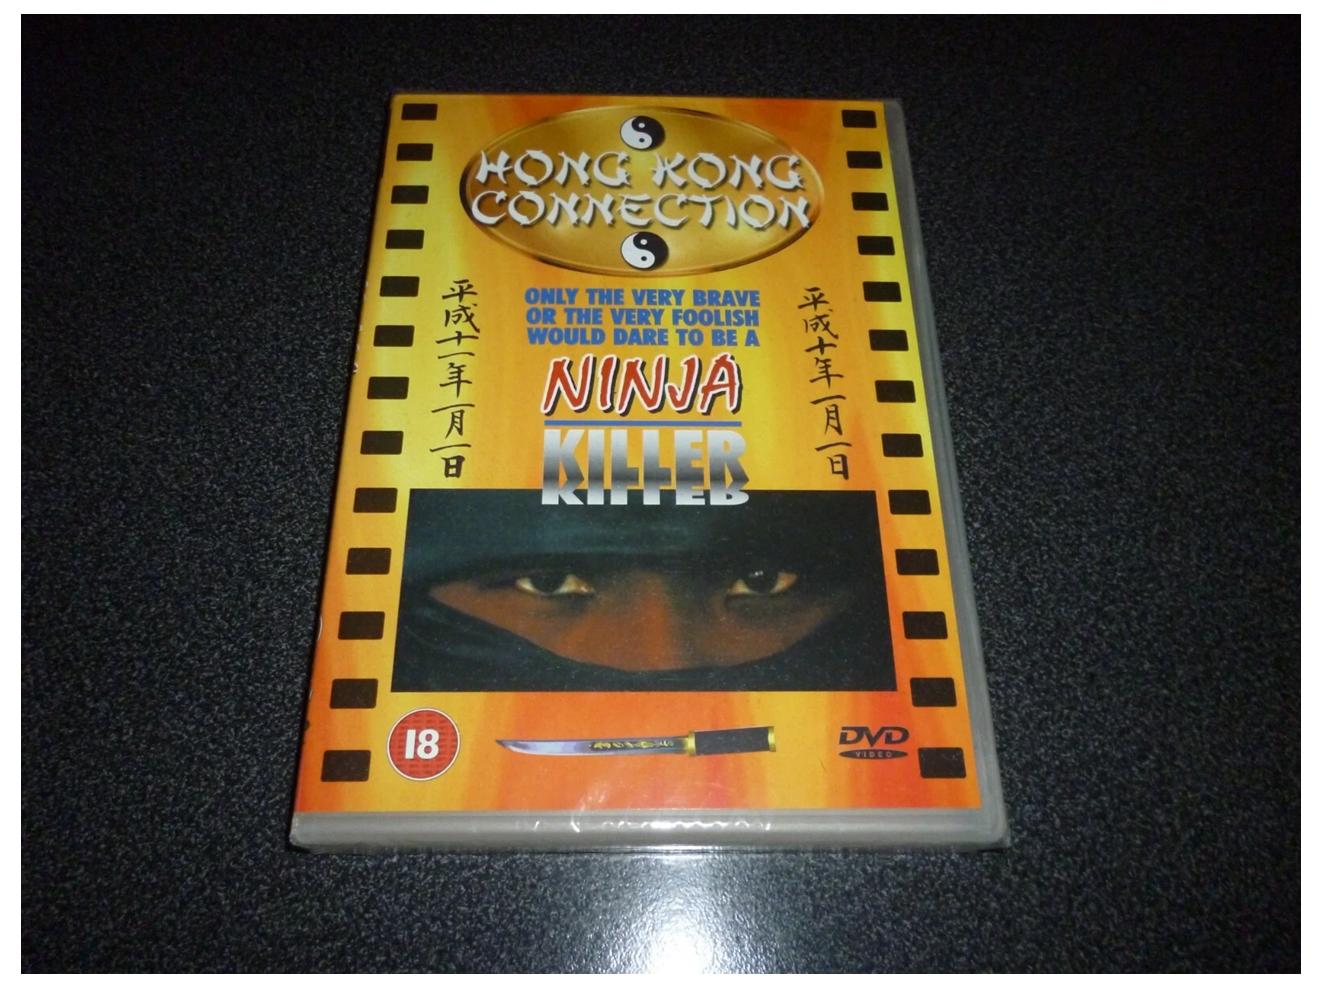 HONG KONG
CONNECTION
ONLY THE VERY BRAVE
OR THE VERY FOOLISH
WOULD DARE TO BE A
NINJA
KILLER
平成十一年一月一日
平成十年一月一日
18
DVD
VIDEO